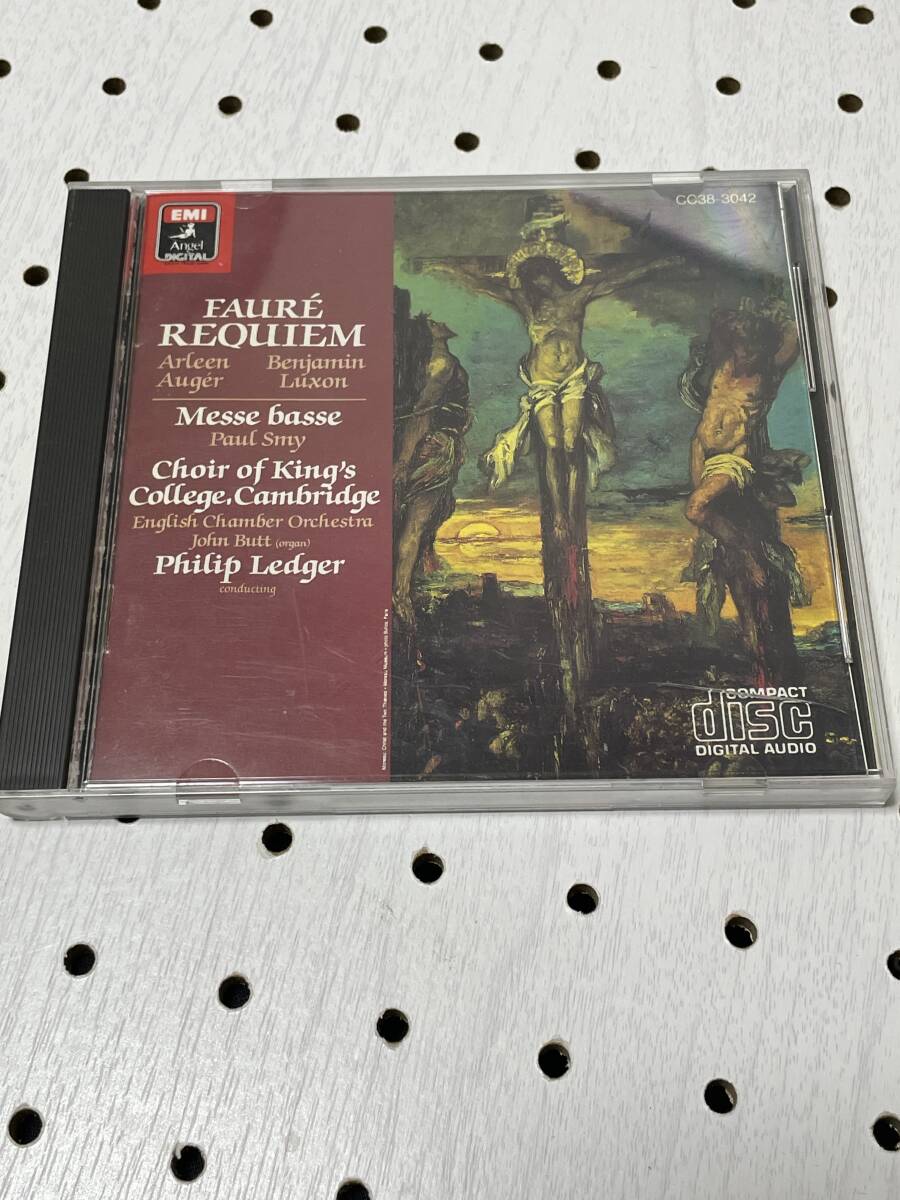 EMI
Angel
DIGITAL
CC38-3042
FAURÉ
REQUIEM
Arleen Benjamin
Augér Luxon
Messe basse
Paul Smy
Choir of King's
College, Cambridge
English Chamber Orchestra
John Butt (organ)
Philip Ledger
conducting
COMPACT
disc
DIGITAL AUDIO